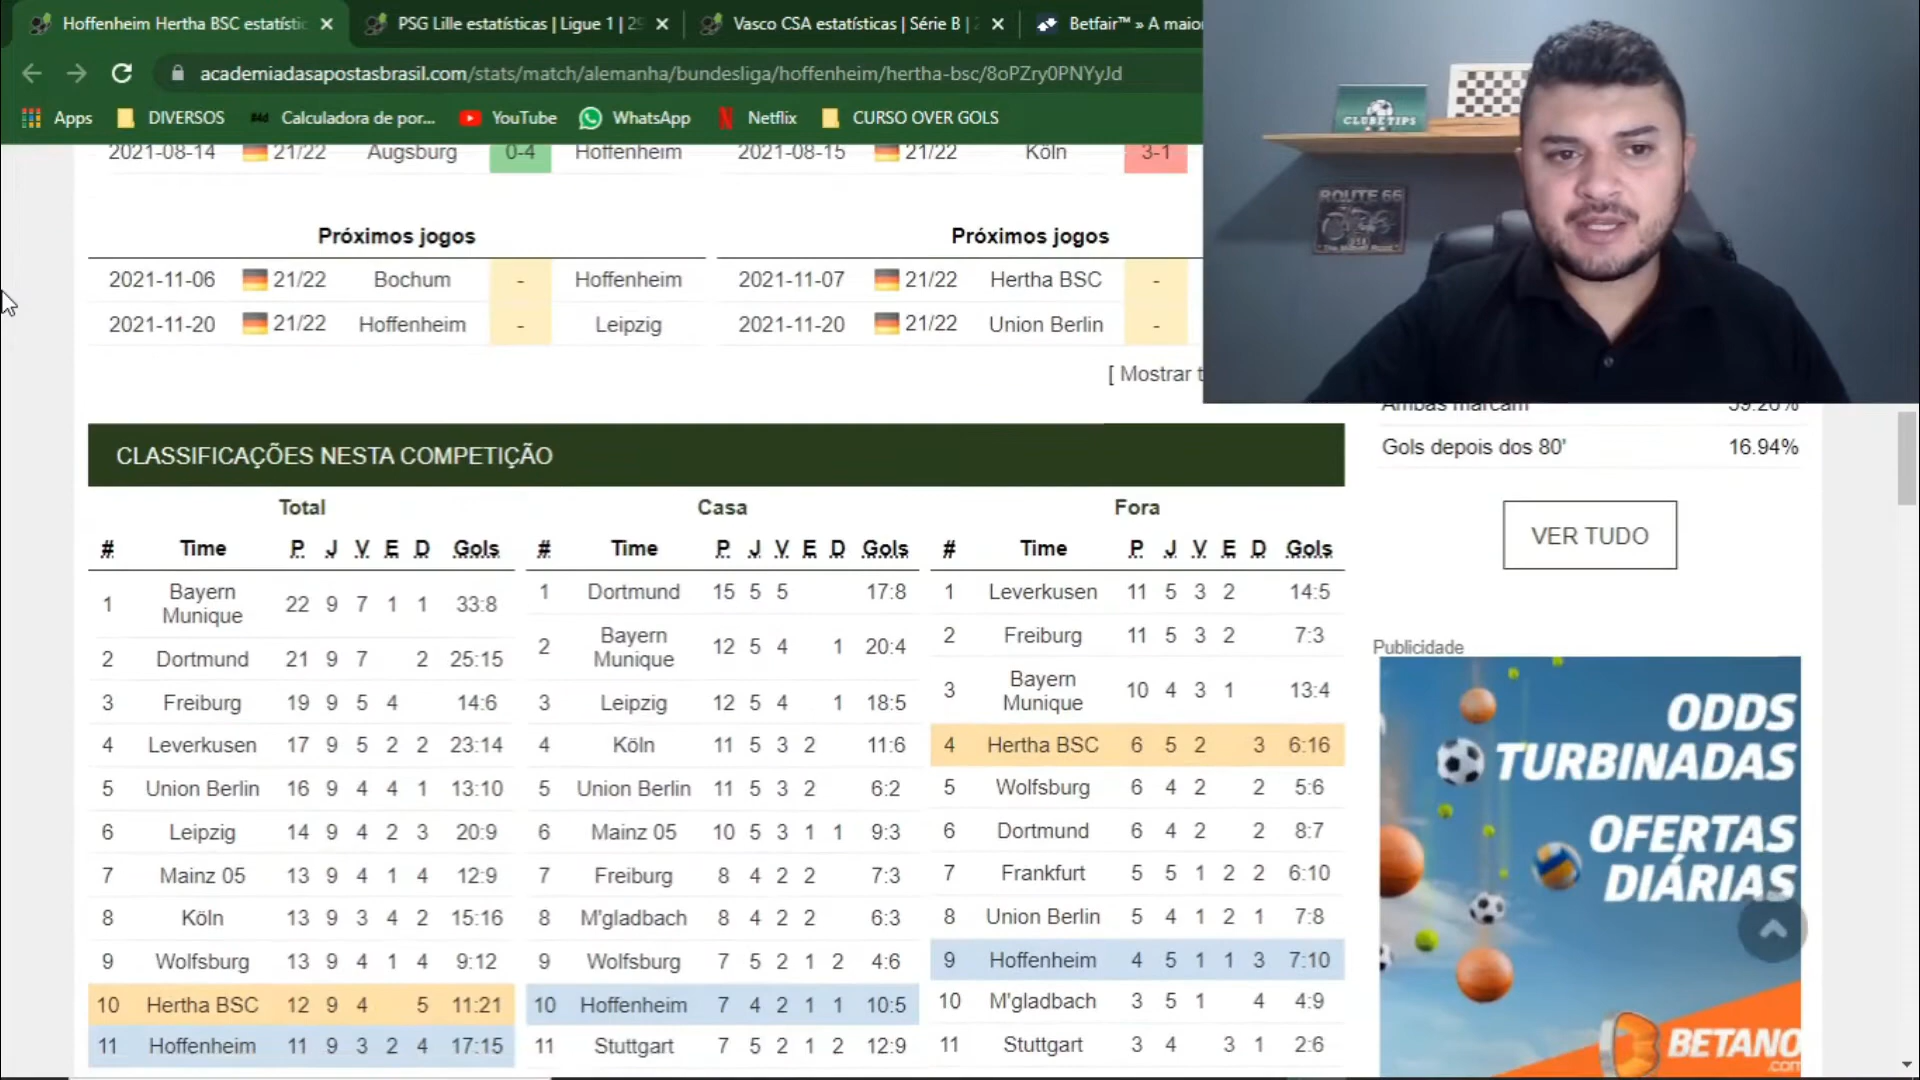 Hoffenheim Hertha BSC estatístic
PSG Lille estatísticas | Ligue 1 | 29
Vasco CSA estatísticas | Série B |
Betfair™ » A maior
academiadasapostasbrasil.com/stats/match/alemanha/bundesliga/hoffenheim/hertha-bsc/8oPZry0PNYyJd
Apps DIVERSOS Calculadora de por... YouTube WhatsApp Netflix CURSO OVER GOLS
CLUBE TIPS
ROUTE 66
2021-08-14 21/22 Augsburg 0-4 Hoffenheim 2021-08-15 21/22 Köln 3-1
Próximos jogos Próximos jogos
2021-11-06 21/22 Bochum - Hoffenheim 2021-11-07 21/22 Hertha BSC -
2021-11-20 21/22 Hoffenheim - Leipzig 2021-11-20 21/22 Union Berlin -
[ Mostrar t
Ambas marcam 59.26%
Gols depois dos 80' 16.94%
VER TUDO
CLASSIFICAÇÕES NESTA COMPETIÇÃO
Total
# Time P J V E D Gols
1 Bayern Munique 22 9 7 1 1 33:8
2 Dortmund 21 9 7 2 25:15
3 Freiburg 19 9 5 4 14:6
4 Leverkusen 17 9 5 2 2 23:14
5 Union Berlin 16 9 4 4 1 13:10
6 Leipzig 14 9 4 2 3 20:9
7 Mainz 05 13 9 4 1 4 12:9
8 Köln 13 9 3 4 2 15:16
9 Wolfsburg 13 9 4 1 4 9:12
10 Hertha BSC 12 9 4 5 11:21
11 Hoffenheim 11 9 3 2 4 17:15
Casa
# Time P J V E D Gols
1 Dortmund 15 5 5 17:8
2 Bayern Munique 12 5 4 1 20:4
3 Leipzig 12 5 4 1 18:5
4 Köln 11 5 3 2 11:6
5 Union Berlin 11 5 3 2 6:2
6 Mainz 05 10 5 3 1 1 9:3
7 Freiburg 8 4 2 2 7:3
8 M'gladbach 8 4 2 2 6:3
9 Wolfsburg 7 5 2 1 2 4:6
10 Hoffenheim 7 4 2 1 1 10:5
11 Stuttgart 7 5 2 1 2 12:9
Fora
# Time P J V E D Gols
1 Leverkusen 11 5 3 2 14:5
2 Freiburg 11 5 3 2 7:3
3 Bayern Munique 10 4 3 1 13:4
4 Hertha BSC 6 5 2 3 6:16
5 Wolfsburg 6 4 2 2 5:6
6 Dortmund 6 4 2 2 8:7
7 Frankfurt 5 5 1 2 2 6:10
8 Union Berlin 5 4 1 2 1 7:8
9 Hoffenheim 4 5 1 1 3 7:10
10 M'gladbach 3 5 1 4 4:9
11 Stuttgart 3 4 3 1 2:6
Publicidade
ODDS
TURBINADAS
OFERTAS
DIÁRIAS
BETANO
.com